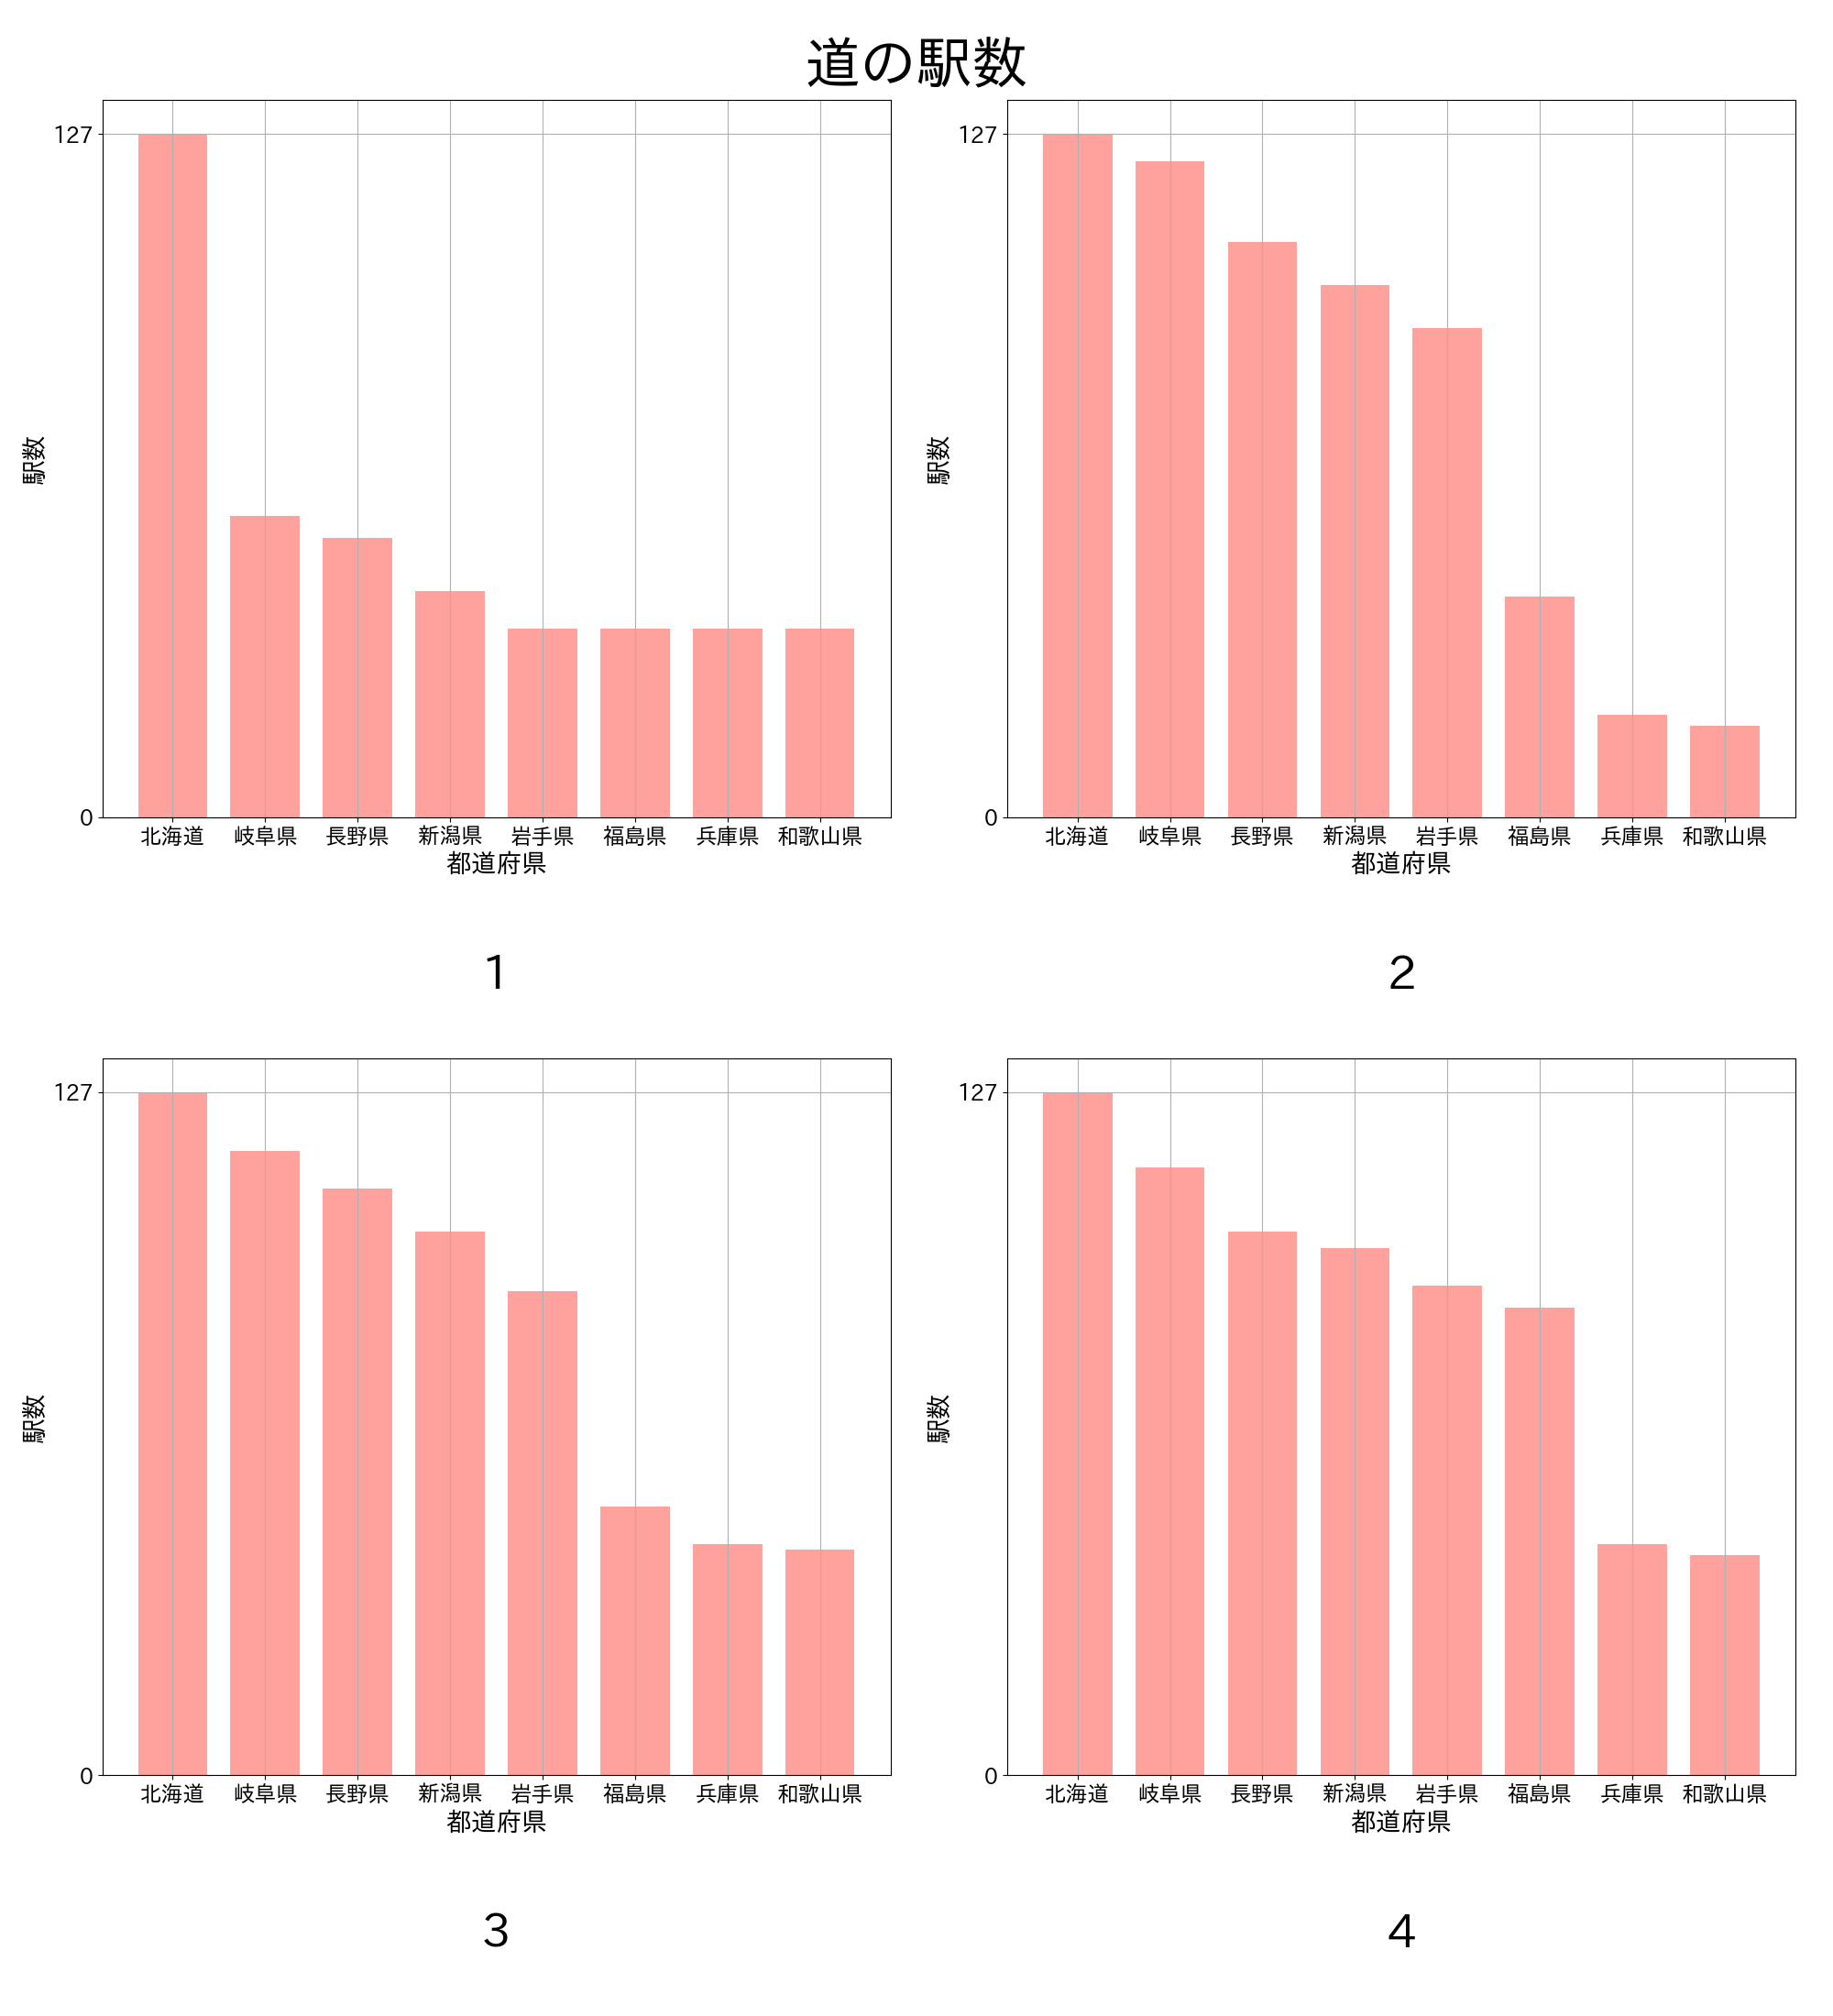 道の駅数
127
駅数
0
北海道 岐阜県 長野県 新潟県 岩手県 福島県 兵庫県 和歌山県
都道府県
1
127
駅数
0
北海道 岐阜県 長野県 新潟県 岩手県 福島県 兵庫県 和歌山県
都道府県
2
127
駅数
0
北海道 岐阜県 長野県 新潟県 岩手県 福島県 兵庫県 和歌山県
都道府県
3
127
駅数
0
北海道 岐阜県 長野県 新潟県 岩手県 福島県 兵庫県 和歌山県
都道府県
4